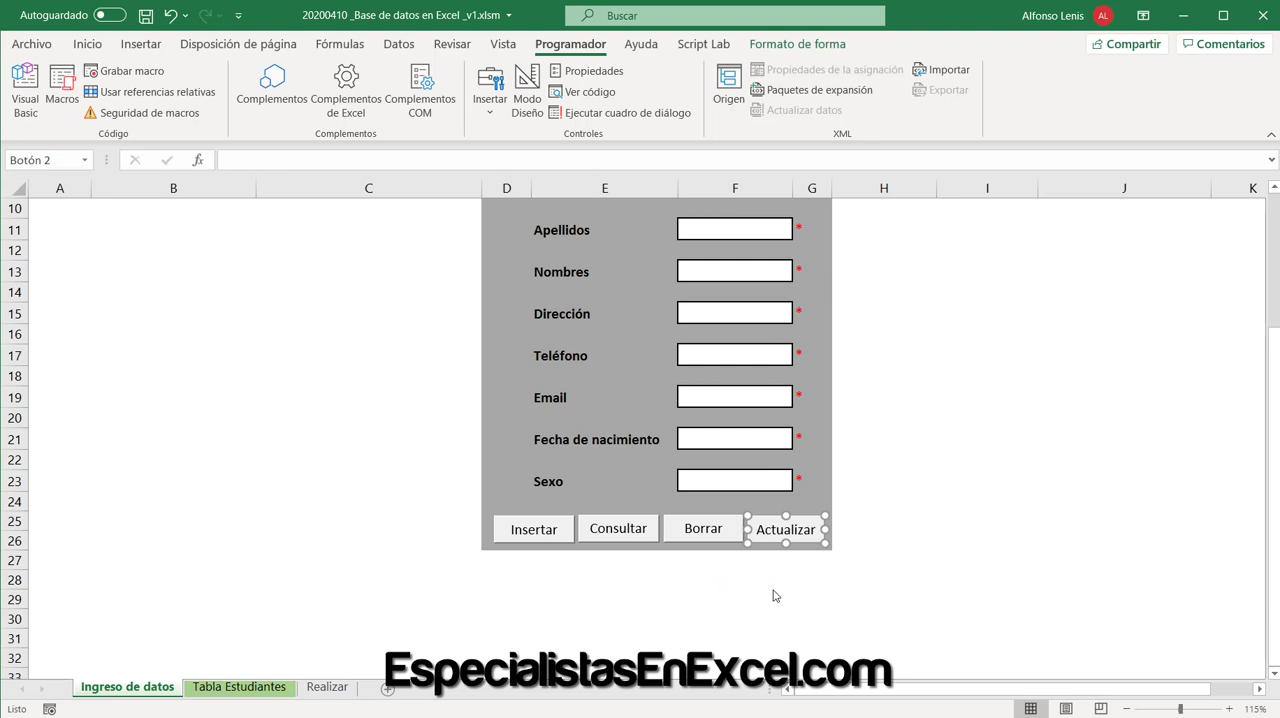 Autoguardado
20200410 _Base de datos en Excel _v1.xlsm
Buscar
Alfonso Lenis
AL
Archivo
Inicio
Insertar
Disposición de página
Fórmulas
Datos
Revisar
Vista
Programador
Ayuda
Script Lab
Formato de forma
Compartir
Comentarios
Visual Basic
Macros
Grabar macro
Usar referencias relativas
Seguridad de macros
Código
Complementos
Complementos de Excel
Complementos COM
Complementos
Insertar
Modo Diseño
Propiedades
Ver código
Ejecutar cuadro de diálogo
Controles
Origen
Propiedades de la asignación
Paquetes de expansión
Actualizar datos
Importar
Exportar
XML
Botón 2
fx
A B C D E F G H I J K
10
11 Apellidos *
12
13 Nombres *
14
15 Dirección *
16
17 Teléfono *
18
19 Email *
20
21 Fecha de nacimiento *
22
23 Sexo *
24
25 Insertar Consultar Borrar Actualizar
26
27
28
29
30
31
32
33
EspecialistasEnExcel.com
Ingreso de datos
Tabla Estudiantes
Realizar
Listo
115%